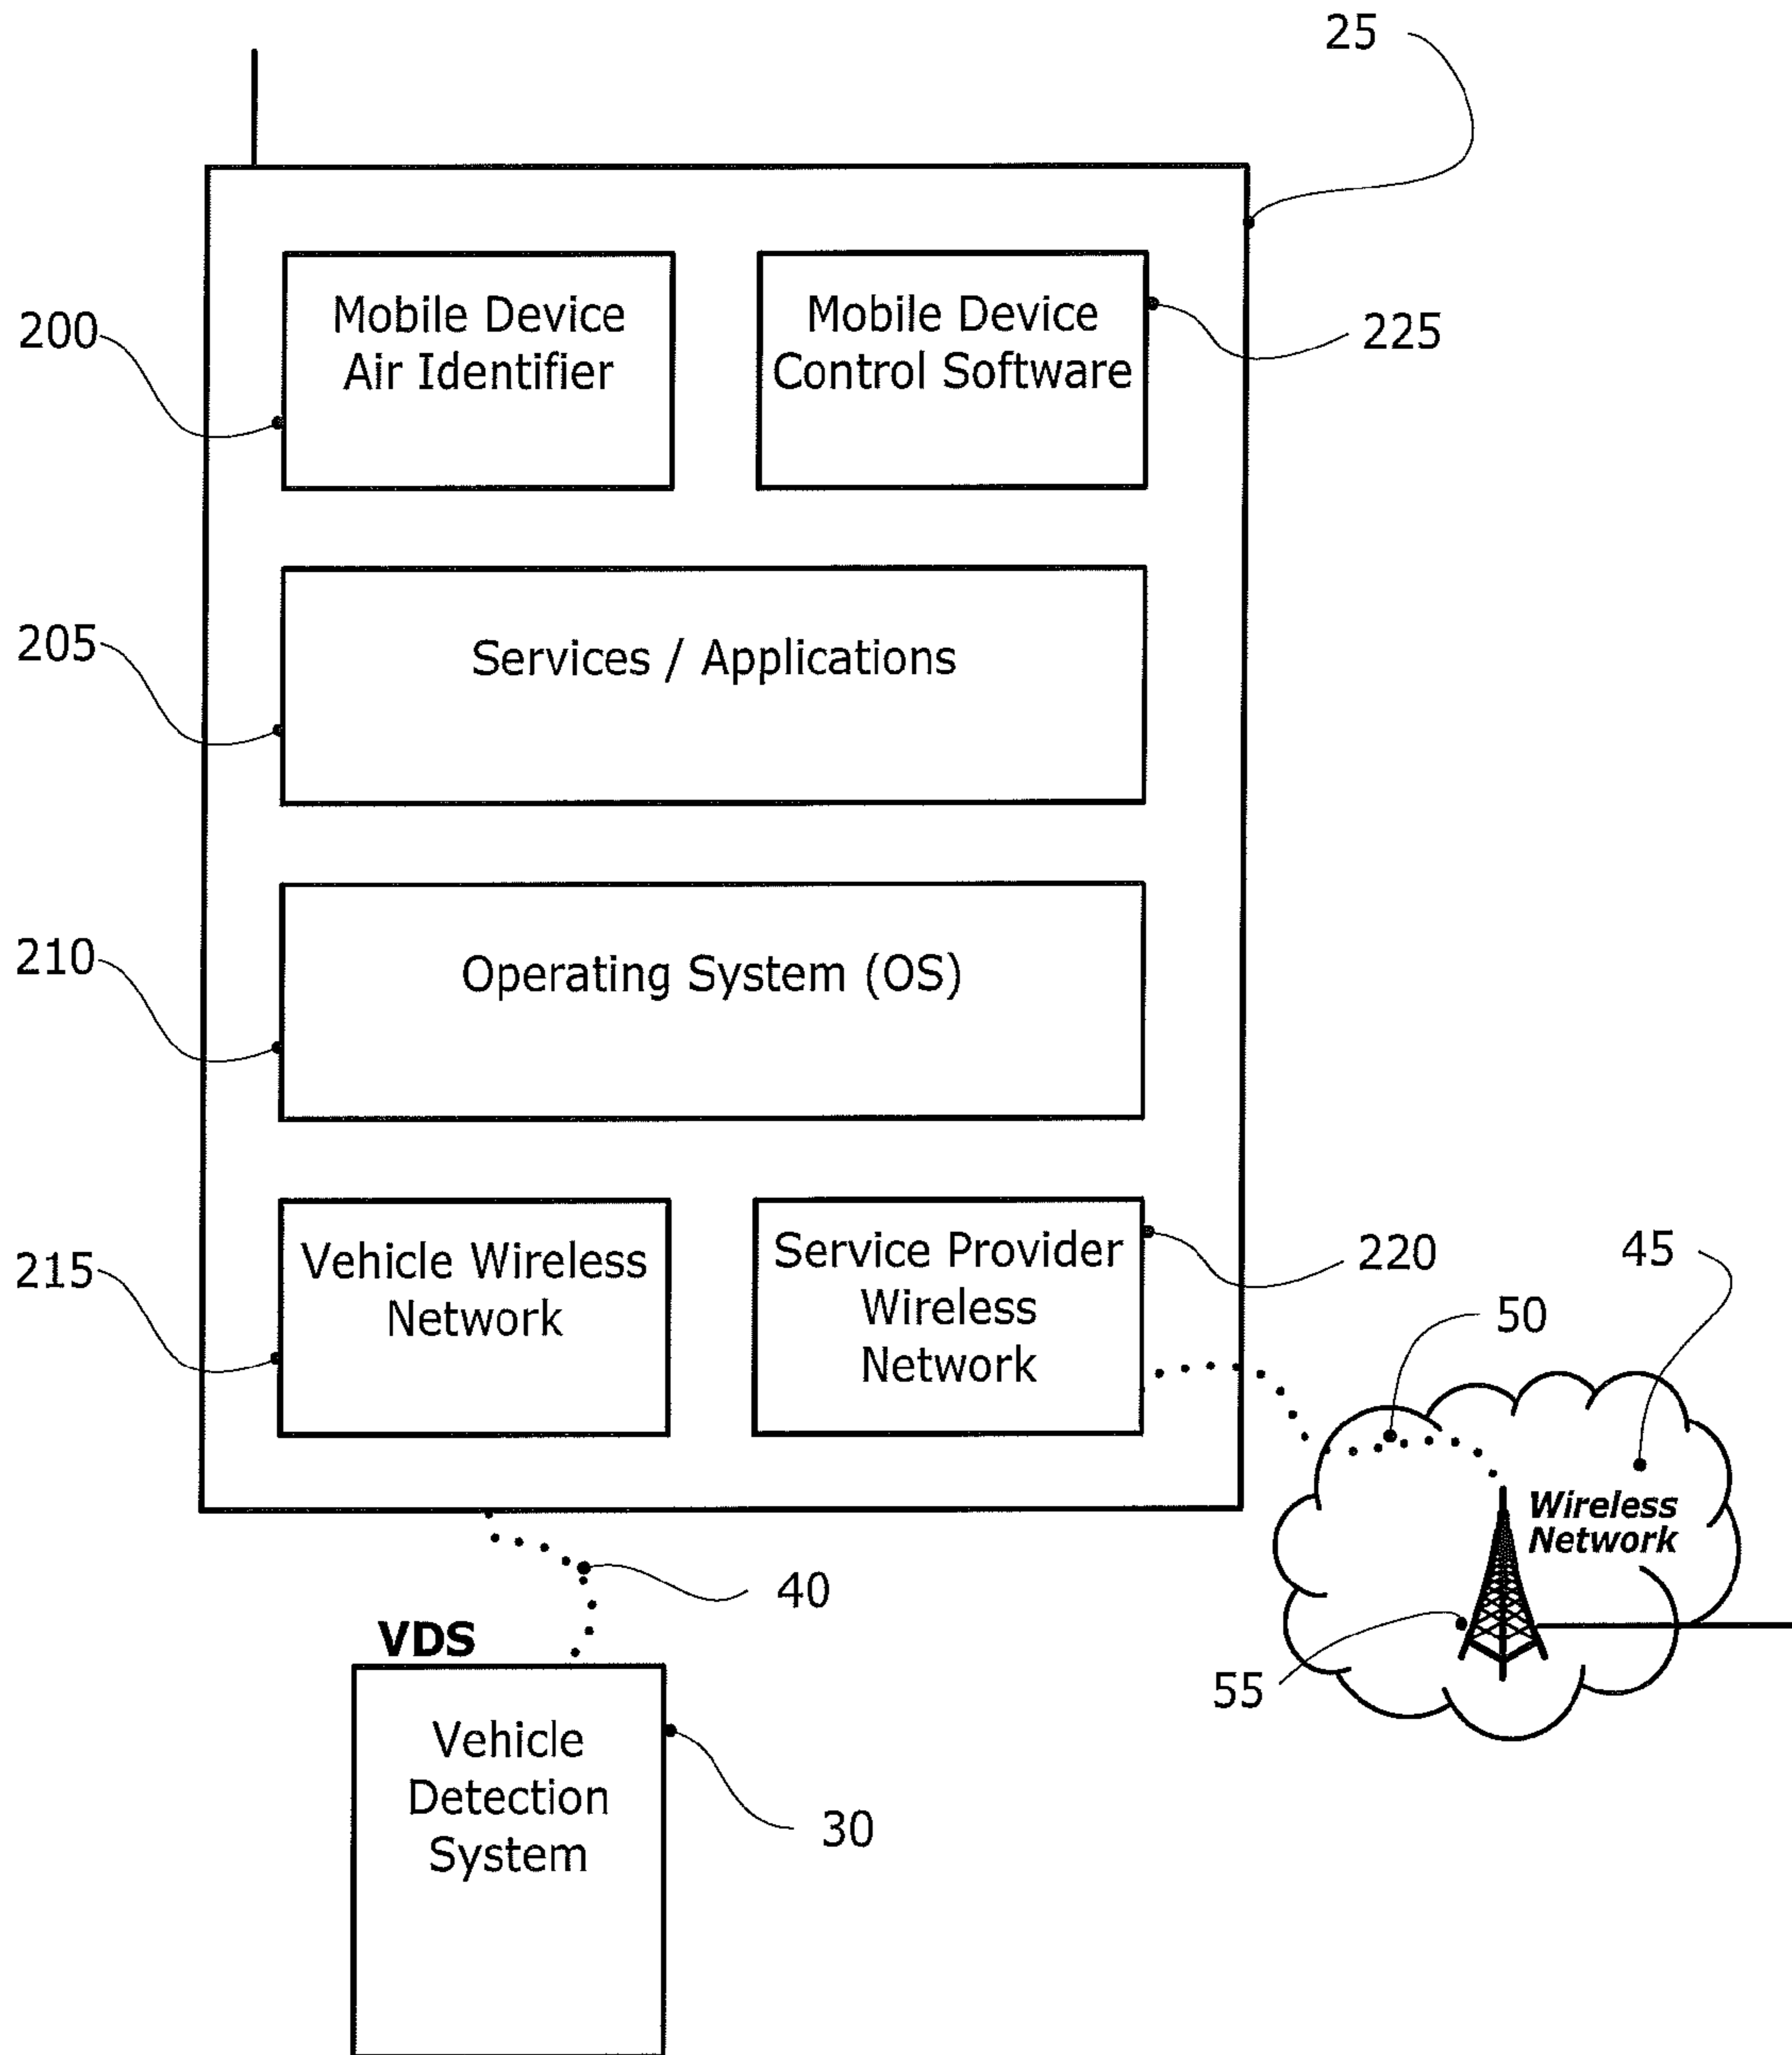 25
Mobile Device
Air Identifier
Mobile Device
Control Software
200
225
Services / Applications
205
Operating System (OS)
210
Vehicle Wireless
Network
Service Provider
Wireless
Network
215
220
45
50
Wireless
Network
40
VDS
55
Vehicle
Detection
System
30